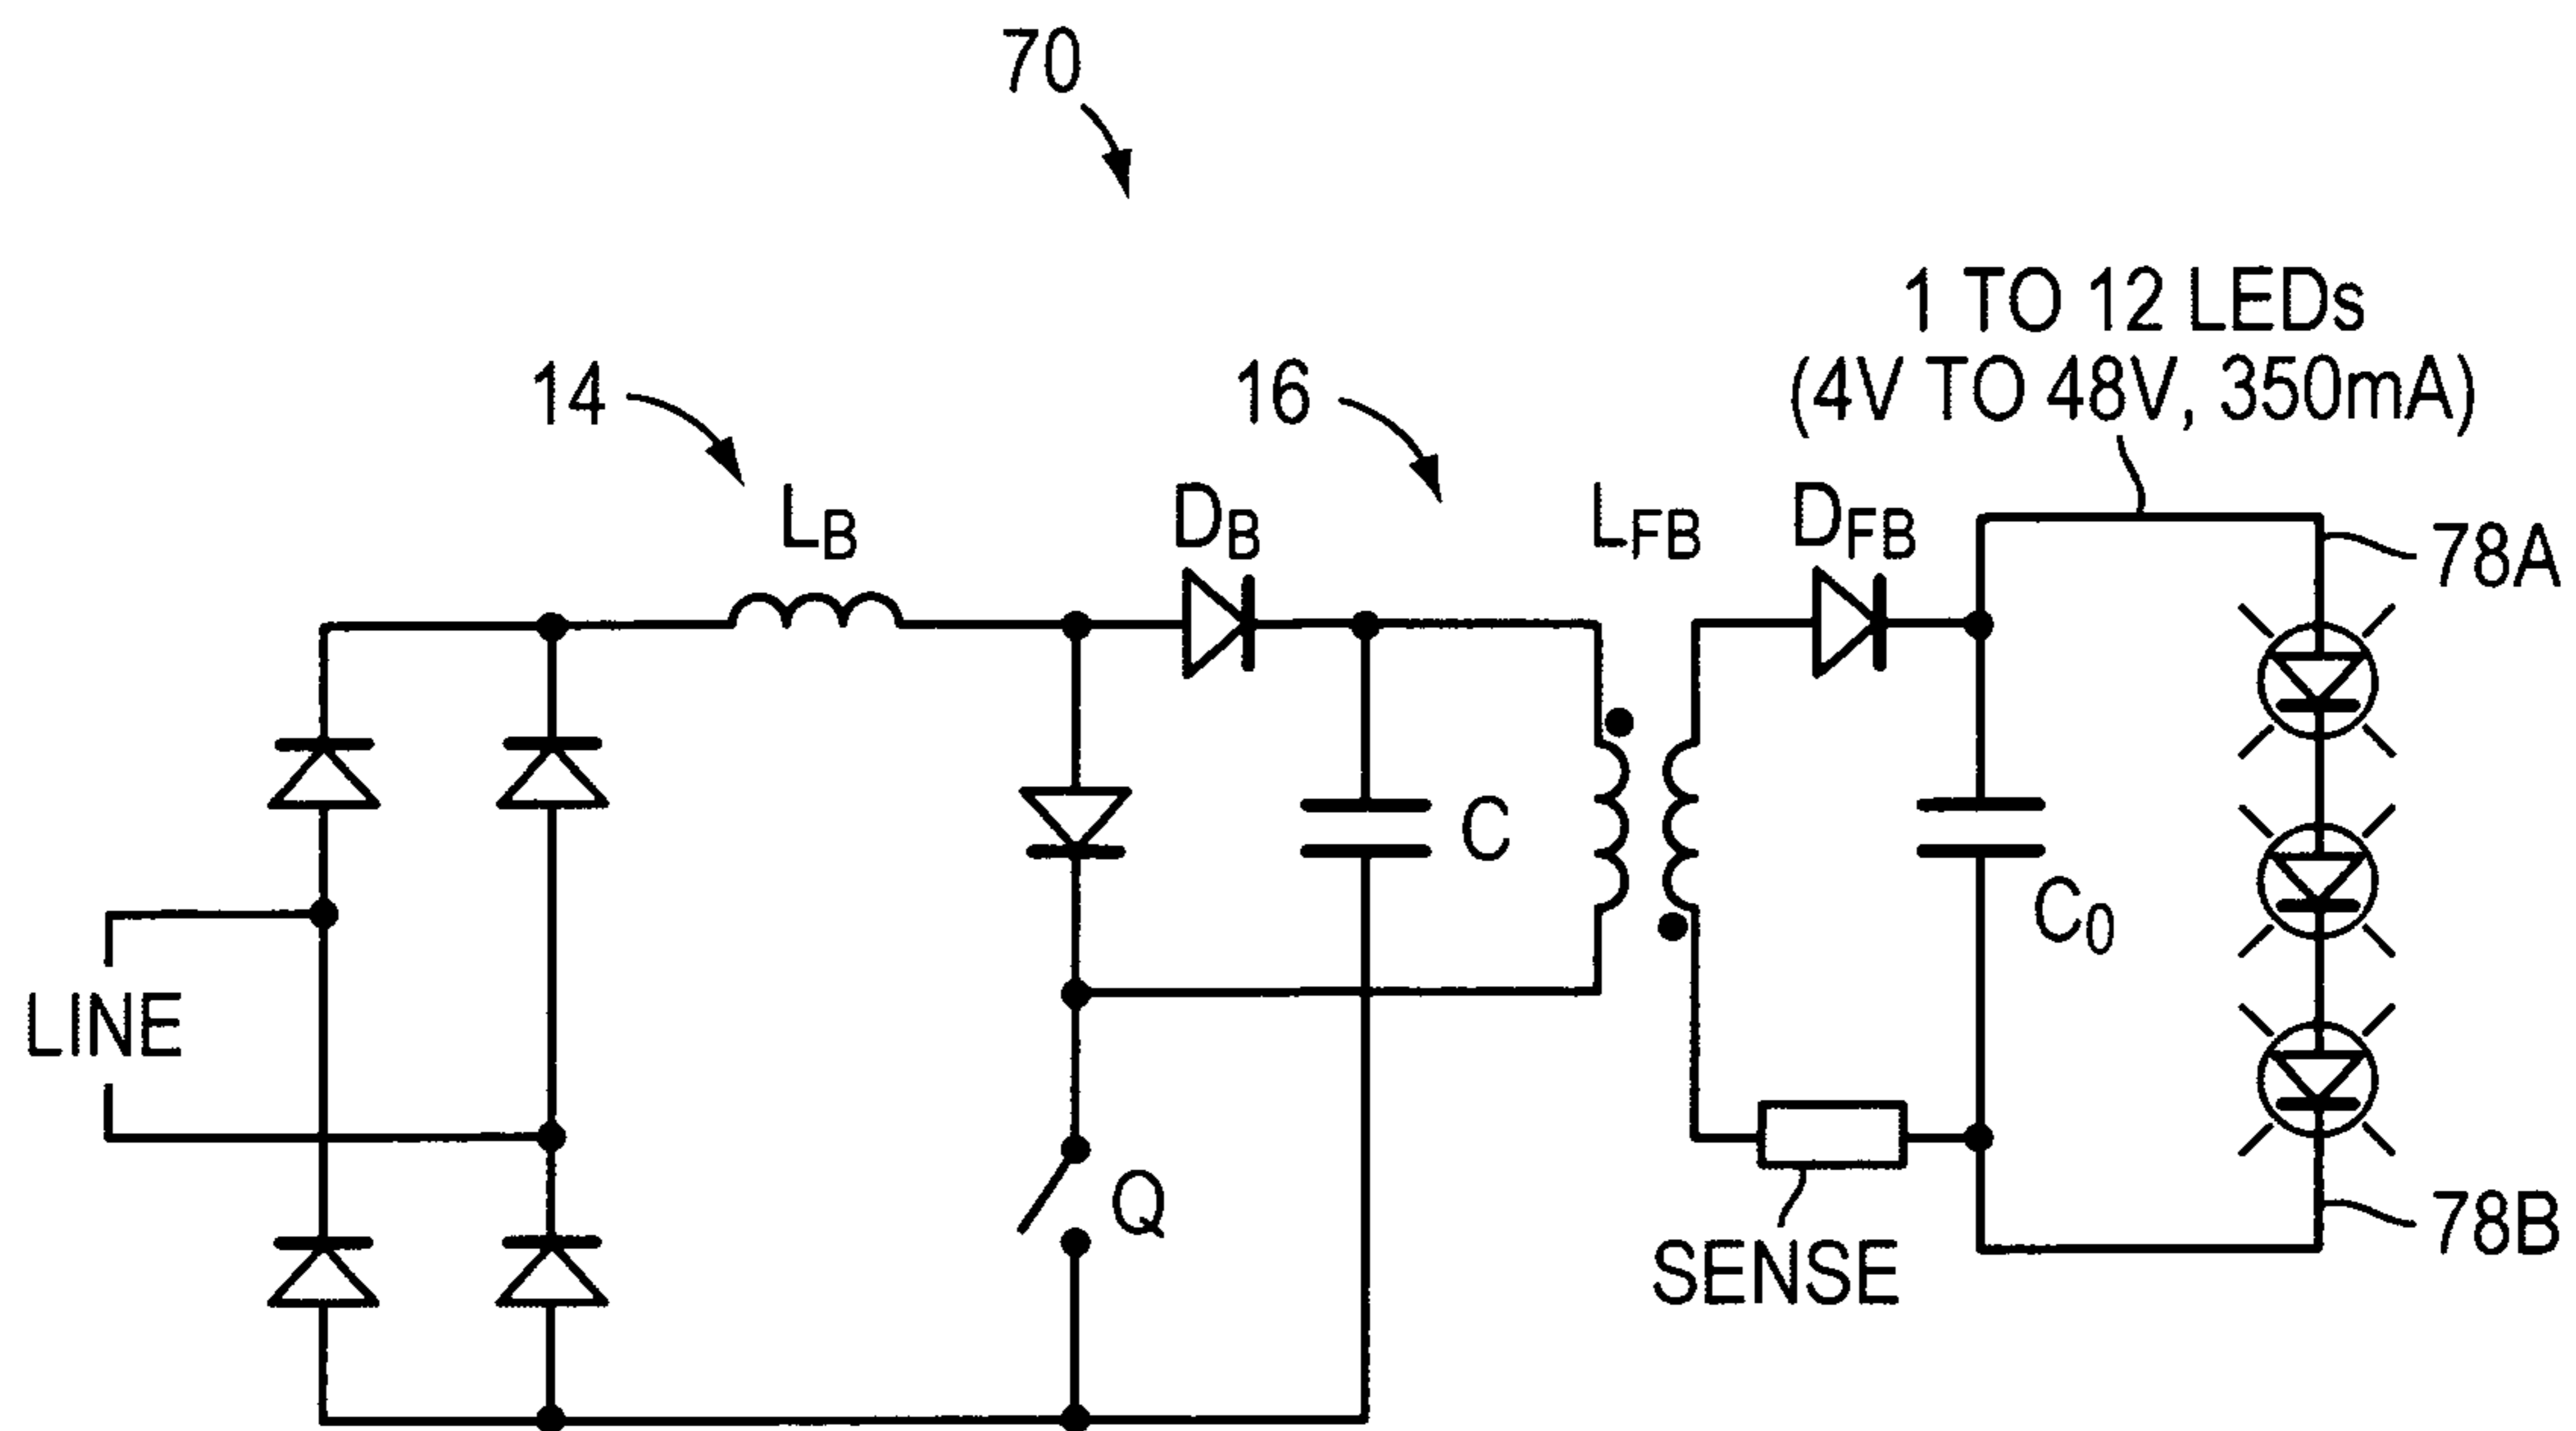 70
1 TO 12 LEDs
(4V TO 48V, 350mA)
14
16
LB
DB
LFB
DFB
78A
C
C0
LINE
Q
SENSE
78B